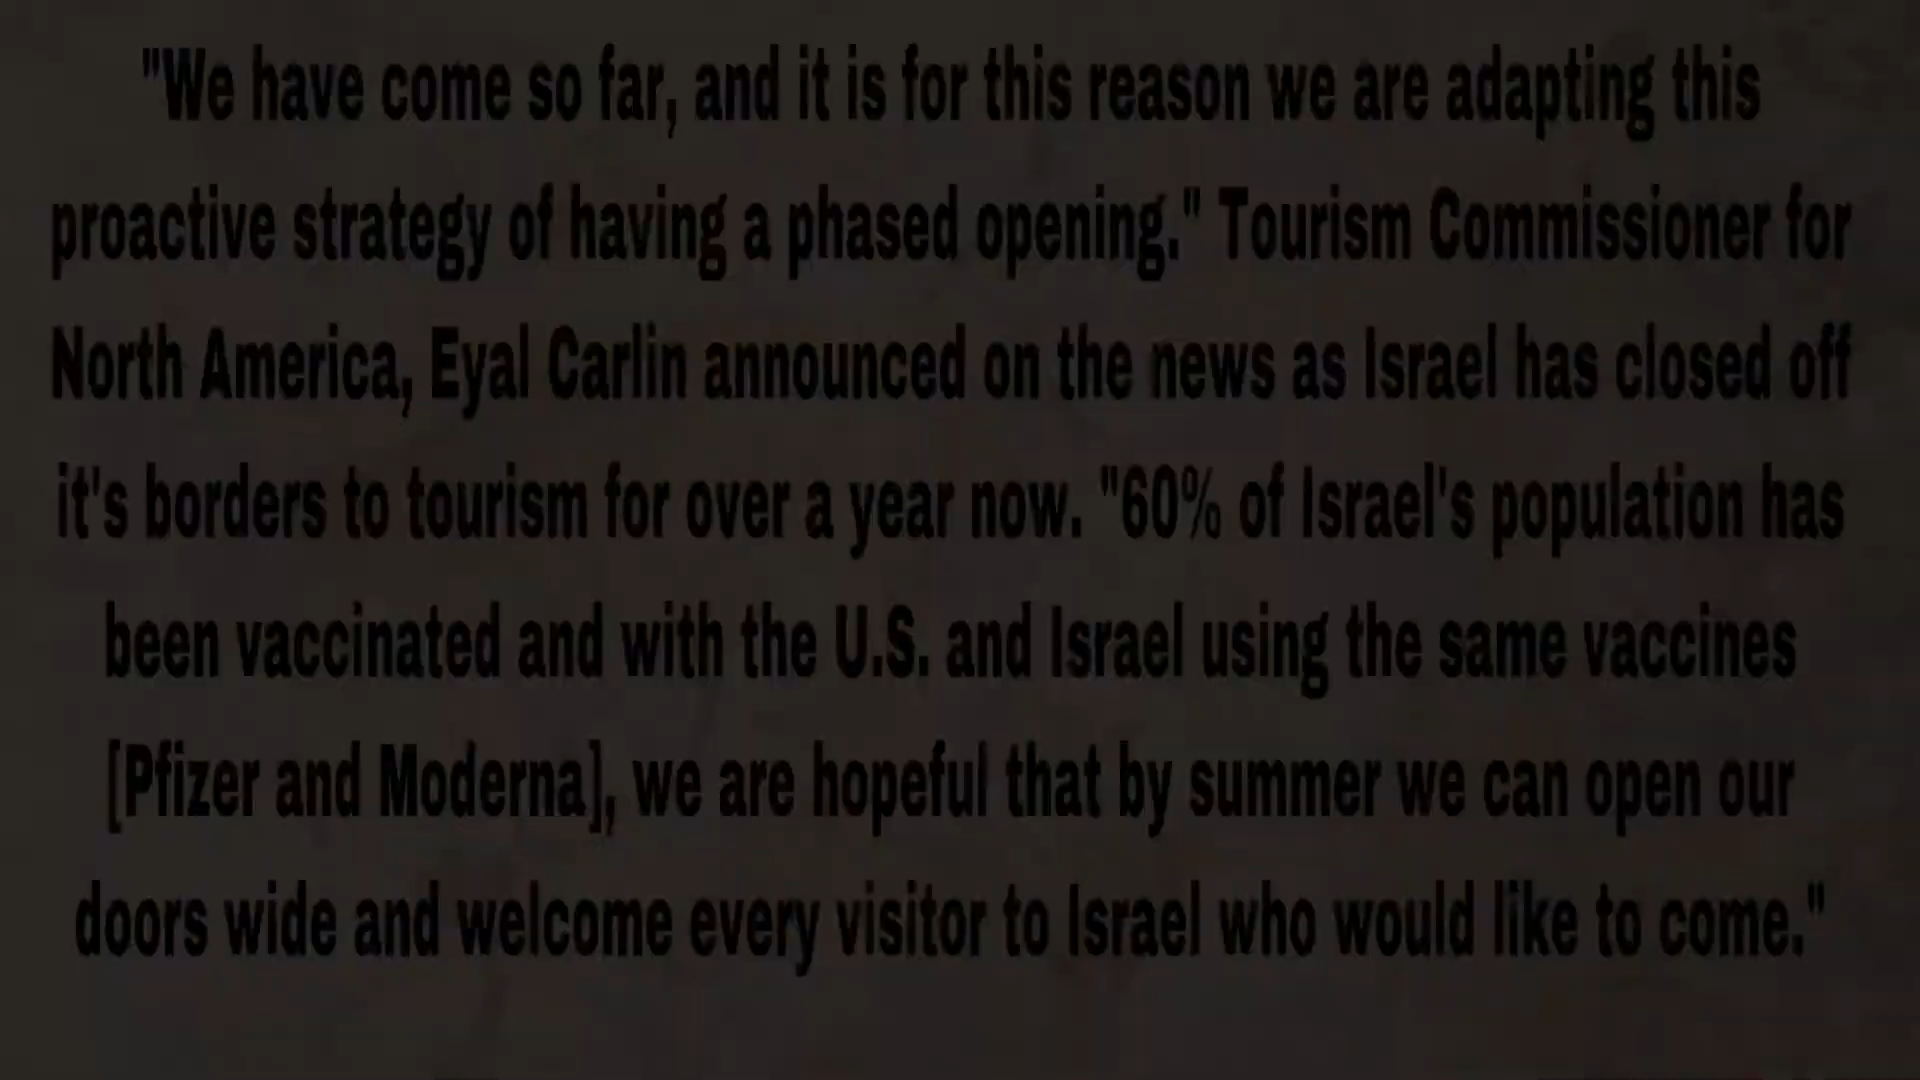 "We have come so far, and it is for this reason we are adapting this
proactive strategy of having a phased opening." Tourism Commissioner for
North America, Eyal Carlin announced on the news as Israel has closed off
it's borders to tourism for over a year now. "60% of Israel's population has
been vaccinated and with the U.S. and Israel using the same vaccines
[Pfizer and Moderna], we are hopeful that by summer we can open our
doors wide and welcome every visitor to Israel who would like to come."